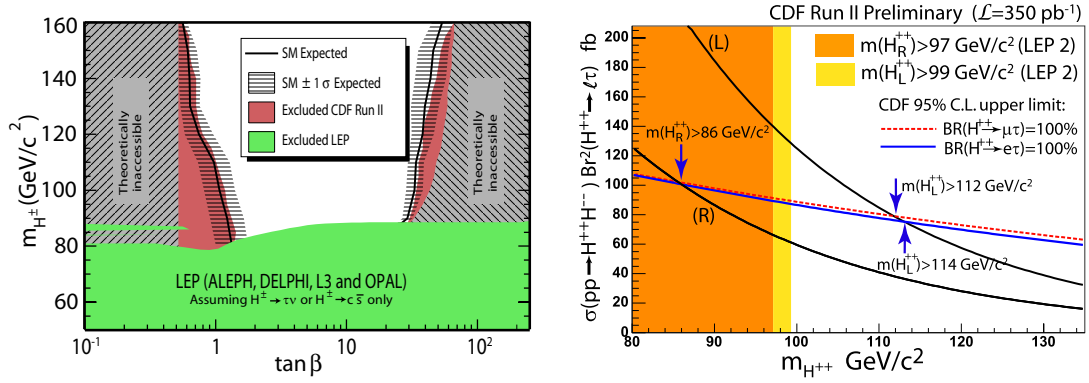 160
140
120
100
80
60
m_H± (GeV/c²)
SM Expected
SM ± 1 σ Expected
Excluded CDF Run II
Excluded LEP
Theoretically
inaccessible
Theoretically
inaccessible
LEP (ALEPH, DELPHI, L3 and OPAL)
Assuming H± → τν or H± → c s̄ only
10⁻¹ 1 10 10²
tan β
CDF Run II Preliminary (ℒ=350 pb⁻¹)
σ(pp→H⁺⁺H⁻⁻) Br²(H⁺⁺→ℓτ) fb
200
180
160
140
120
100
80
60
40
20
0
(L)
(R)
m(H_R⁺⁺)>97 GeV/c² (LEP 2)
m(H_L⁺⁺)>99 GeV/c² (LEP 2)
CDF 95% C.L. upper limit:
BR(H⁺⁺→μτ)=100%
BR(H⁺⁺→eτ)=100%
m(H_R⁺⁺)>86 GeV/c²
m(H_L⁺⁺)>112 GeV/c²
m(H_L⁺⁺)>114 GeV/c²
80 90 100 110 120 130
m_H⁺⁺ GeV/c²